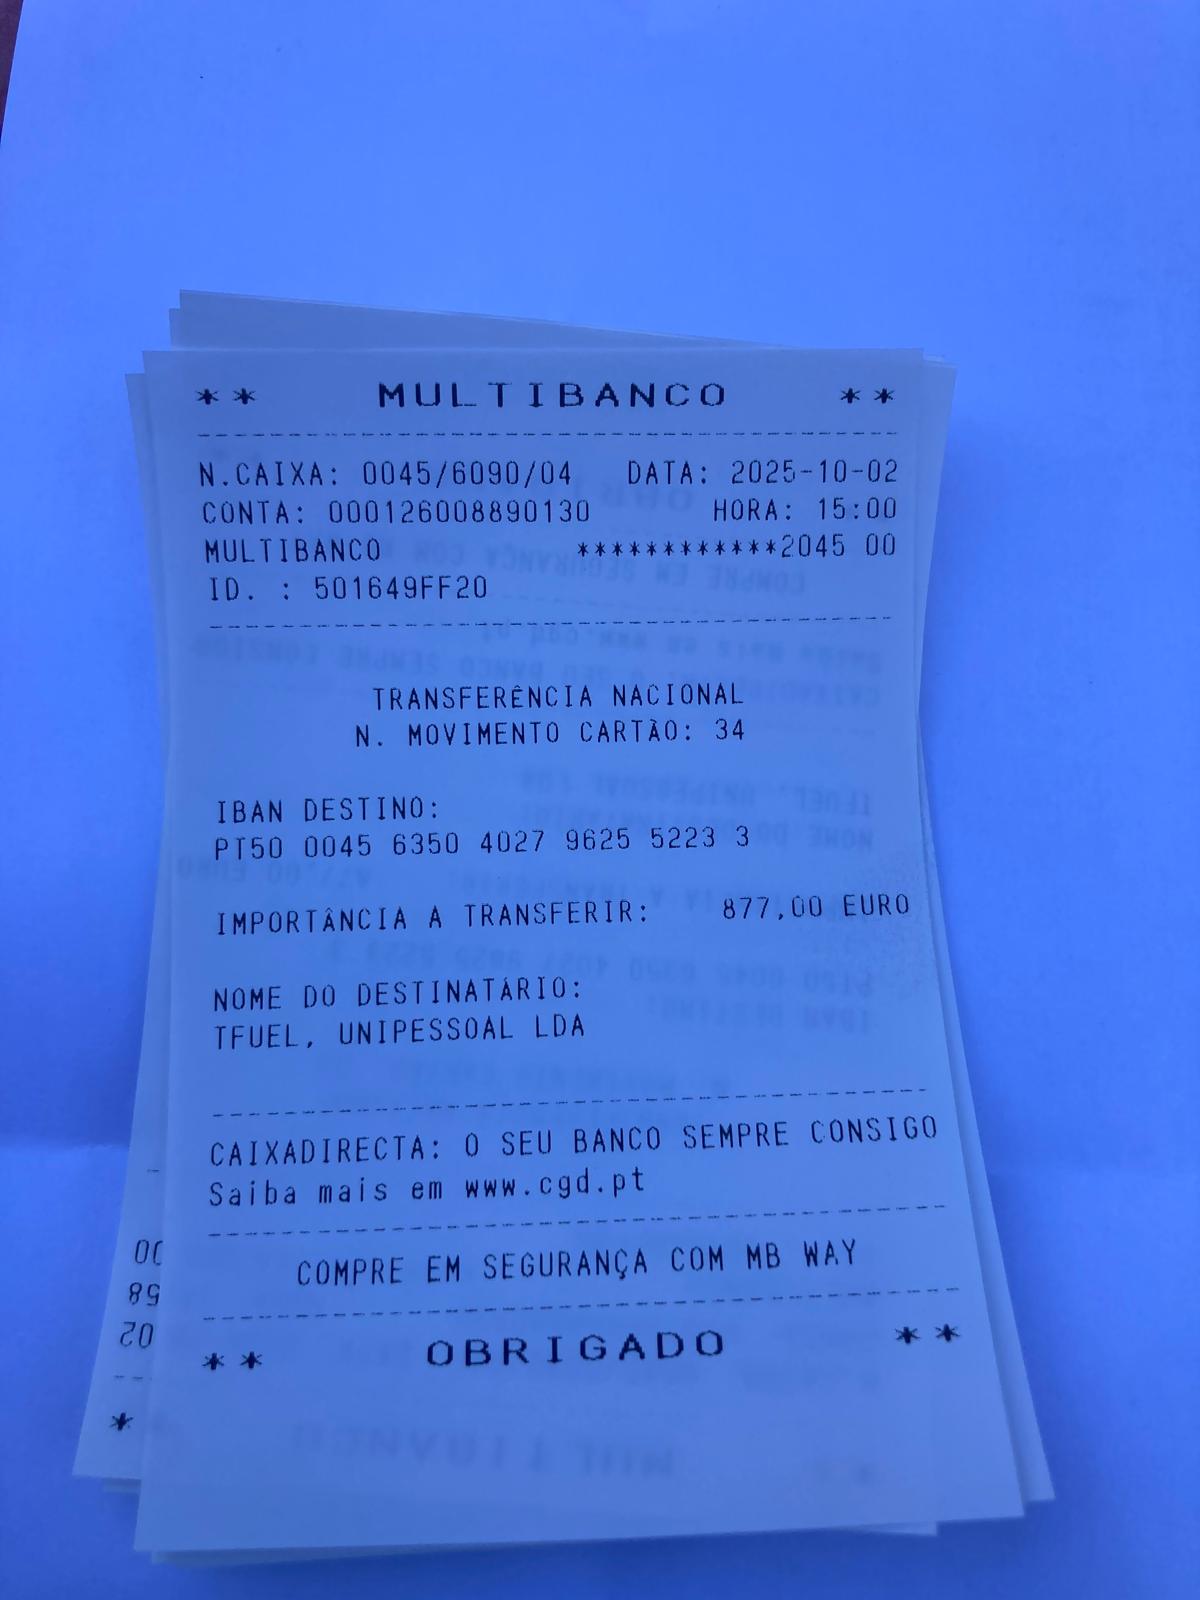 ** MULTIBANCO **
N.CAIXA: 0045/6090/04 DATA: 2025-10-02
CONTA: 000126008890130 HORA: 15:00
MULTIBANCO ************2045 00
ID. : 501649FF20
TRANSFERÊNCIA NACIONAL
N. MOVIMENTO CARTÃO: 34
IBAN DESTINO:
PT50 0045 6350 4027 9625 5223 3
IMPORTÂNCIA A TRANSFERIR: 877,00 EURO
NOME DO DESTINATÁRIO:
TFUEL, UNIPESSOAL LDA
CAIXADIRECTA: O SEU BANCO SEMPRE CONSIGO
Saiba mais em www.cgd.pt
COMPRE EM SEGURANÇA COM MB WAY
** OBRIGADO **